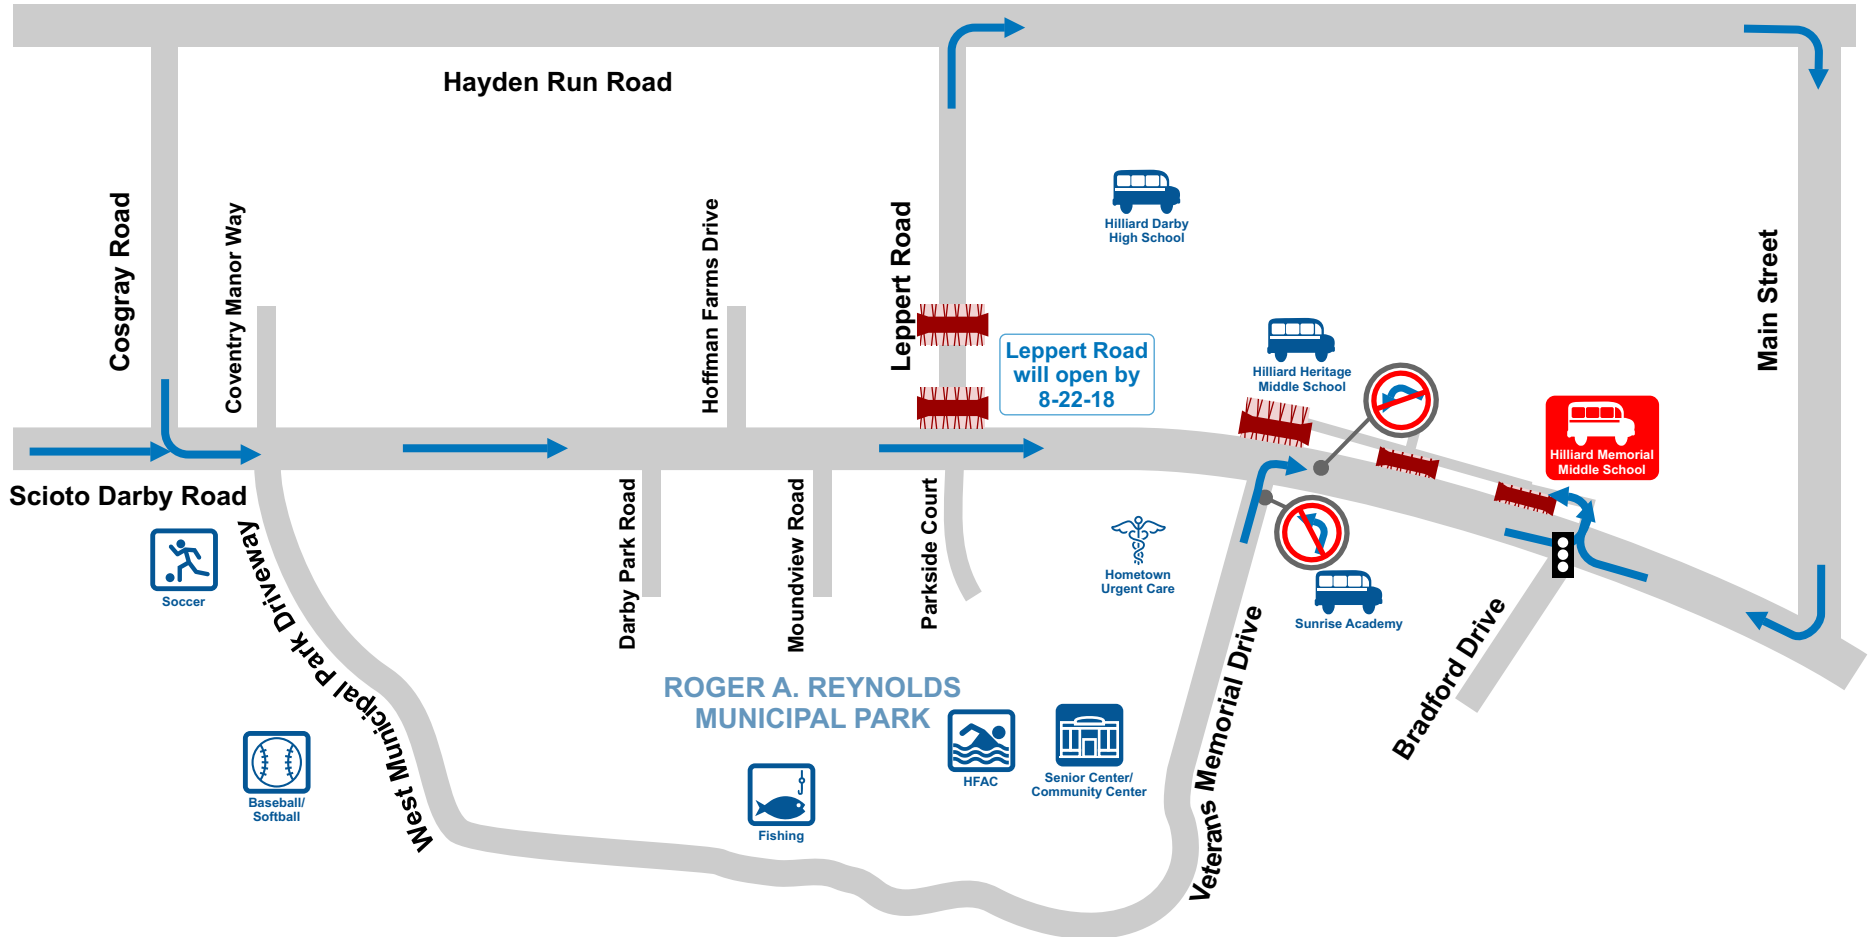 Hayden Run Road
Cosgray Road
Coventry Manor Way
Hoffman Farms Drive
Leppert Road
Hilliard Darby
High School
Main Street
Leppert Road
will open by
8-22-18
Hilliard Heritage
Middle School
Hilliard Memorial
Middle School
Scioto Darby Road
Soccer
West Municipal Park Driveway
Darby Park Road
Moundview Road
Parkside Court
Hometown
Urgent Care
Sunrise Academy
Veterans Memorial Drive
Bradford Drive
ROGER A. REYNOLDS
MUNICIPAL PARK
Baseball/
Softball
Fishing
HFAC
Senior Center/
Community Center